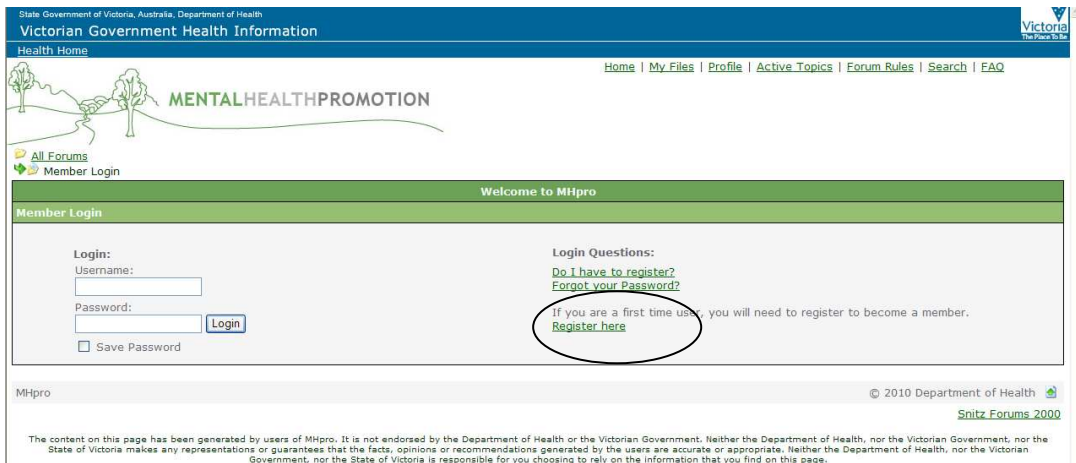 State Government of Victoria, Australia, Department of Health
Victorian Government Health Information
Victoria
The Place To Be
Health Home
Home | My Files | Profile | Active Topics | Forum Rules | Search | FAQ
MENTALHEALTHPROMOTION
All Forums
Member Login
Welcome to MHpro
Member Login
Login:
Username:
Password:
Login
Save Password
Login Questions:
Do I have to register?
Forgot your Password?
If you are a first time user, you will need to register to become a member.
Register here
MHpro
© 2010 Department of Health
Snitz Forums 2000
The content on this page has been generated by users of MHpro. It is not endorsed by the Department of Health or the Victorian Government. Neither the Department of Health, nor the Victorian Government, nor the
State of Victoria makes any representations or guarantees that the facts, opinions or recommendations generated by the users are accurate or appropriate. Neither the Department of Health, nor the Victorian
Government, nor the State of Victoria is responsible for you choosing to rely on the information that you find on this page.